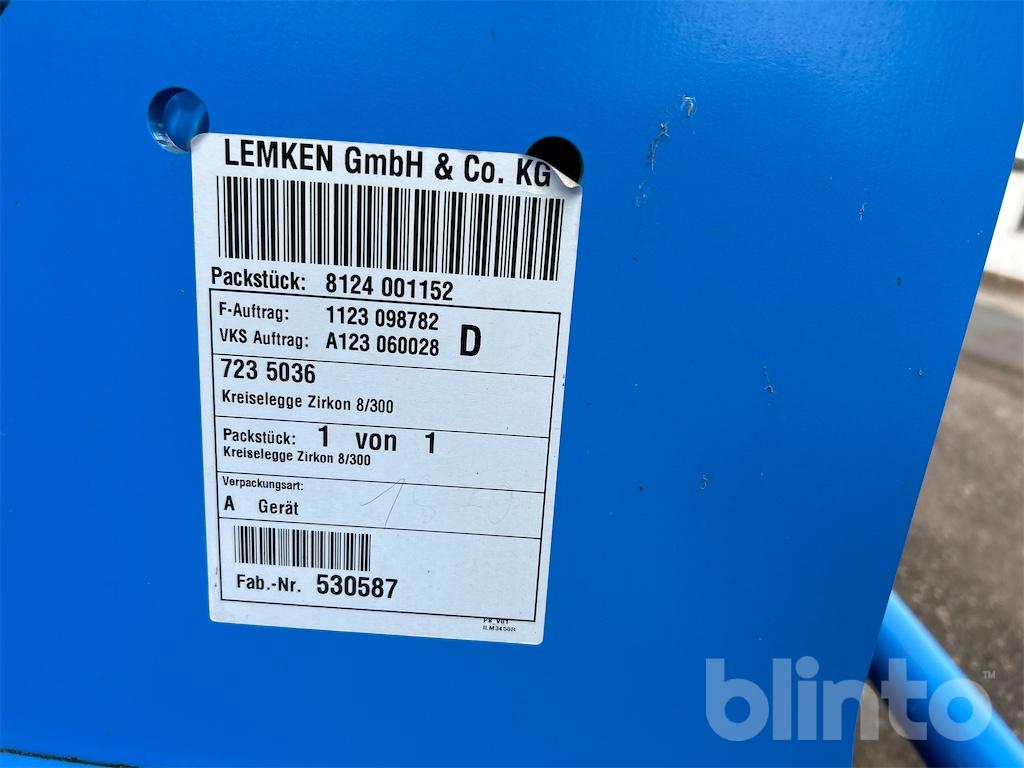 LEMKEN GmbH & Co. KG
Packstück: 8124 001152
F-Auftrag: 1123 098782
VKS Auftrag: A123 060028 D
723 5036
Kreiselegge Zirkon 8/300
Packstück: 1 von 1
Kreiselegge Zirkon 8/300
Verpackungsart:
A Gerät
Fab.-Nr. 530587
blinto™